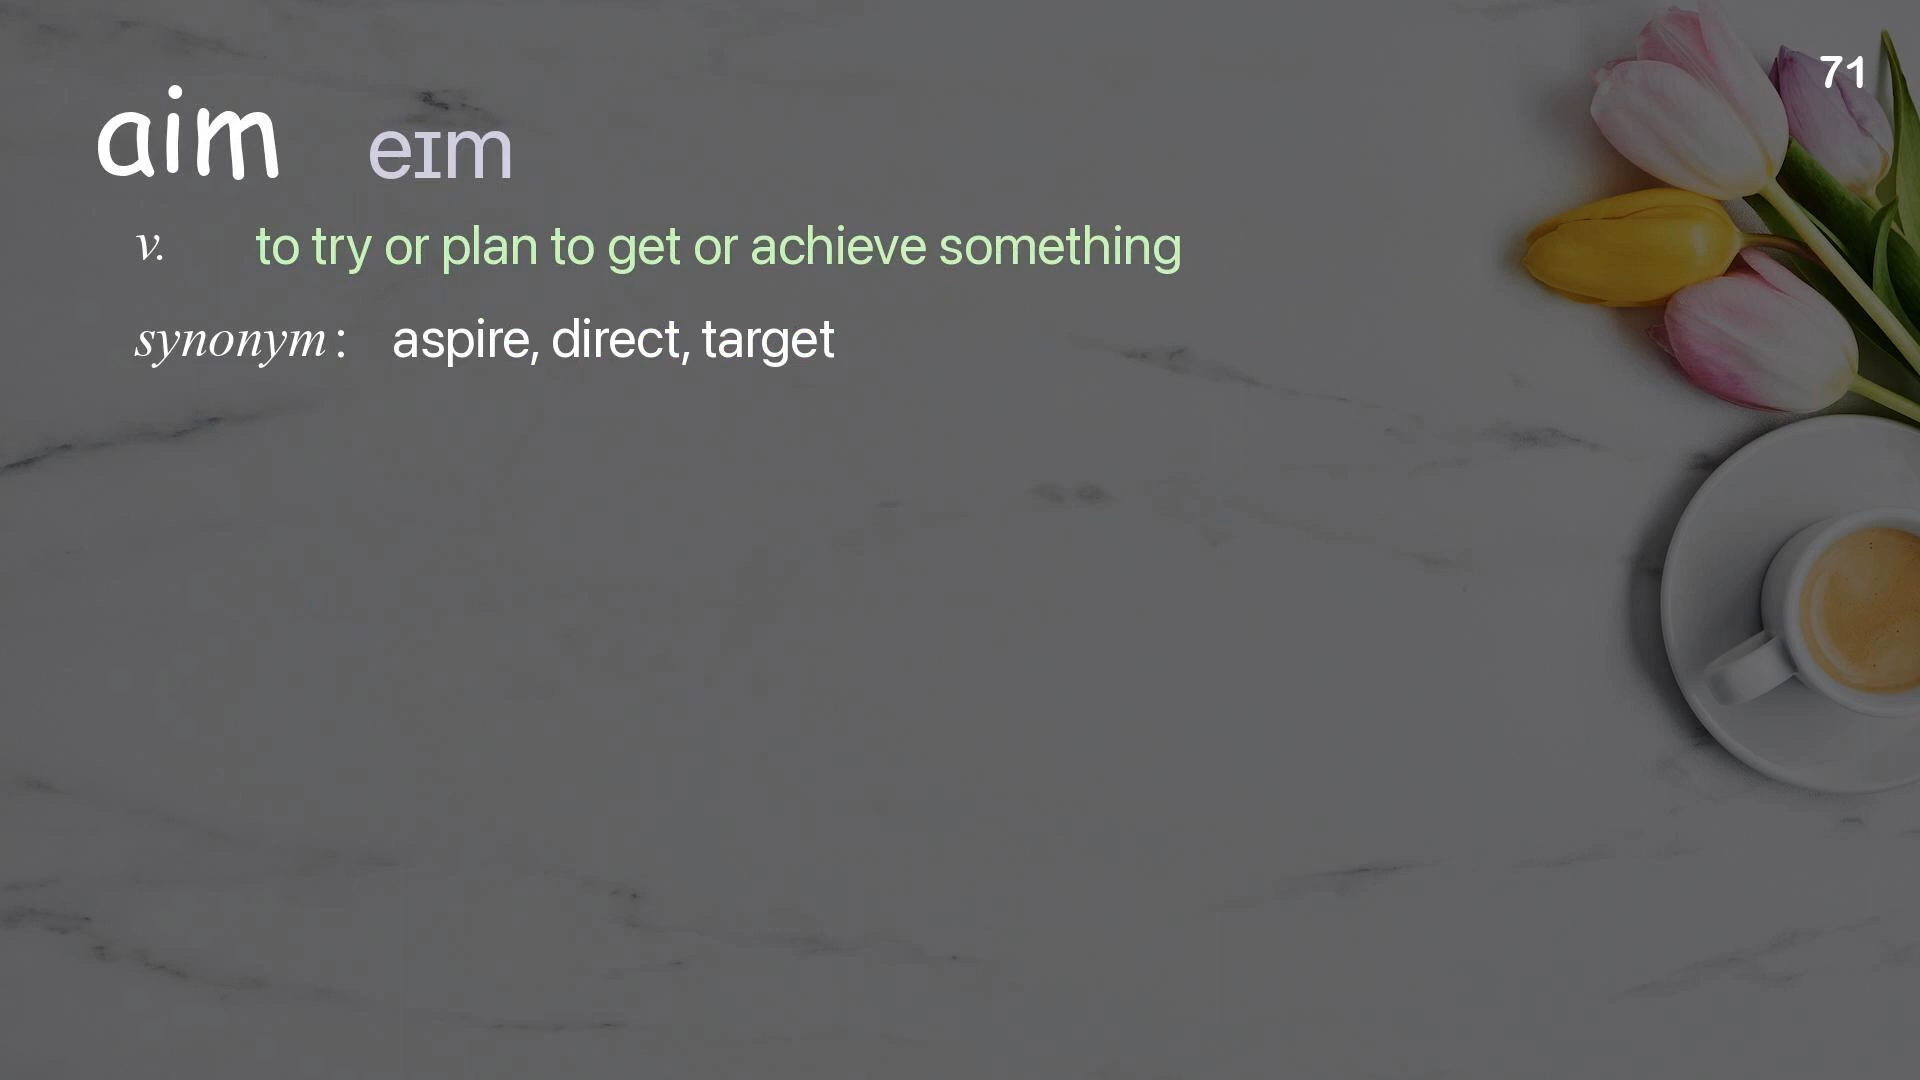 71
aim eɪm
v. to try or plan to get or achieve something
synonym: aspire, direct, target